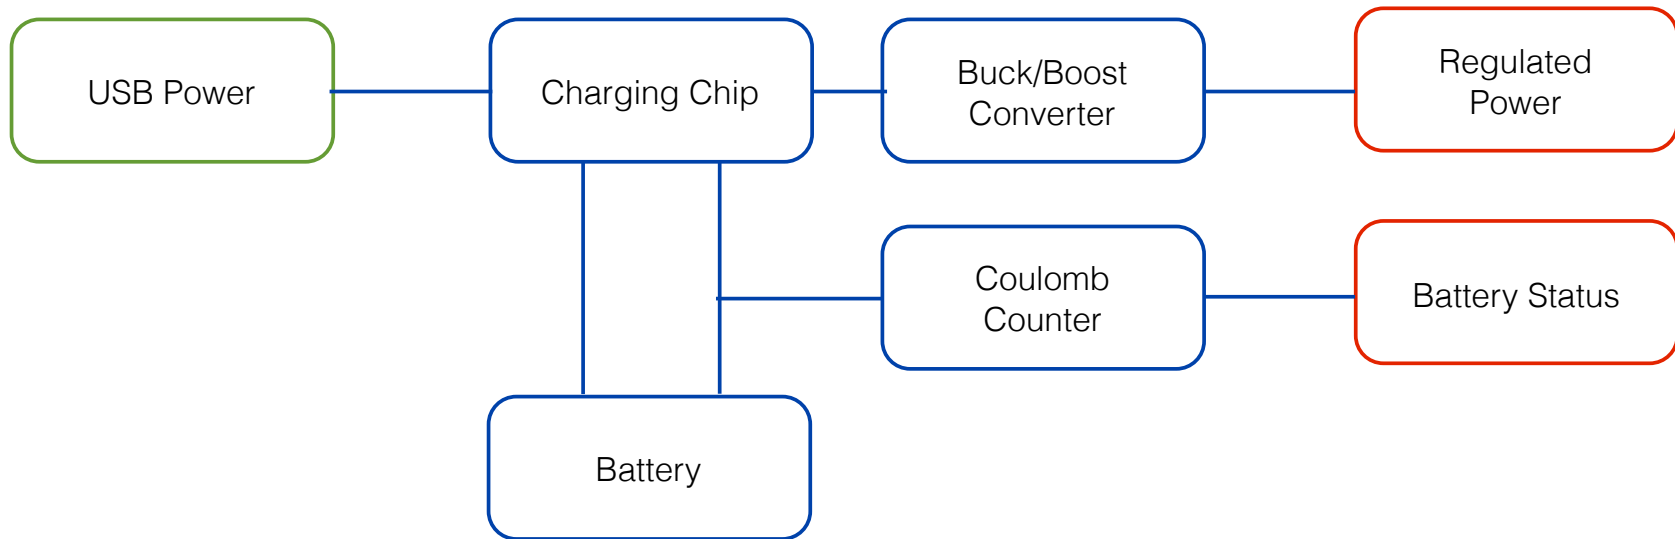 USB Power
Charging Chip
Buck/Boost
Converter
Regulated
Power
Coulomb
Counter
Battery Status
Battery